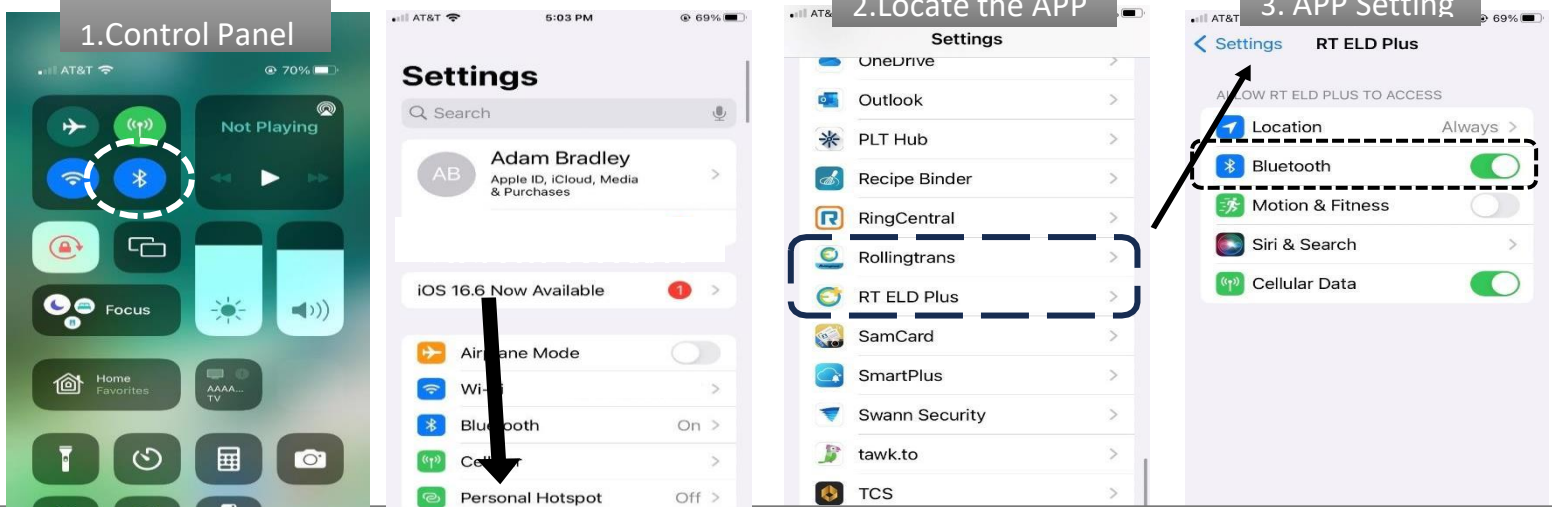 1.Control Panel
AT&T
70%
Not Playing
Focus
Home
Favorites
AAAA...
TV
AT&T
5:03 PM
69%
Settings
Search
AB
Adam Bradley
Apple ID, iCloud, Media
& Purchases
iOS 16.6 Now Available
1
Airplane Mode
Wi-Fi
Bluetooth
On
Cellular
Personal Hotspot
Off
2.Locate the APP
AT&
Settings
OneDrive
Outlook
PLT Hub
Recipe Binder
RingCentral
Rollingtrans
RT ELD Plus
SamCard
SmartPlus
Swann Security
tawk.to
TCS
3. APP Setting
AT&T
69%
Settings
RT ELD Plus
ALLOW RT ELD PLUS TO ACCESS
Location
Always
Bluetooth
Motion & Fitness
Siri & Search
Cellular Data